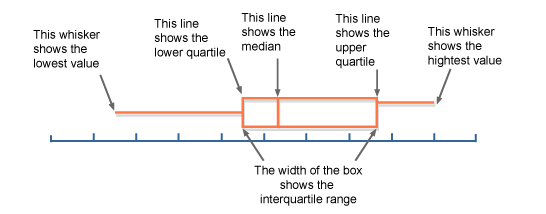 This whisker
shows the
lowest value
This line
shows the
lower quartile
This line
shows the
median
This line
shows the
upper
quartile
This whisker
shows the
highest value
The width of the box
shows the
interquartile range